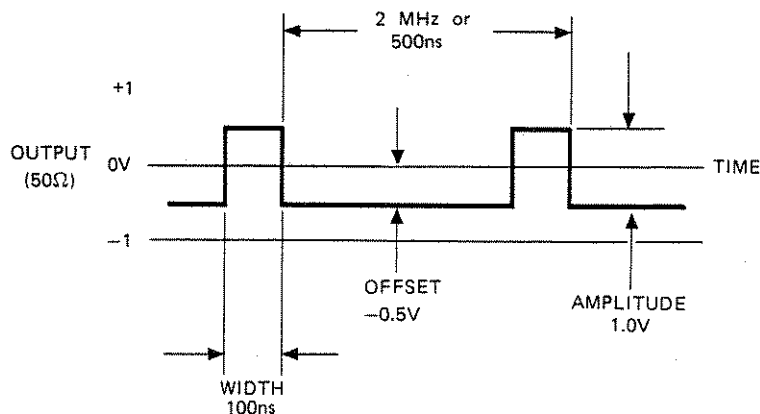 2 MHz or
500ns
+1
OUTPUT
(50Ω)
0V
TIME
−1
OFFSET
−0.5V
AMPLITUDE
1.0V
WIDTH
100ns